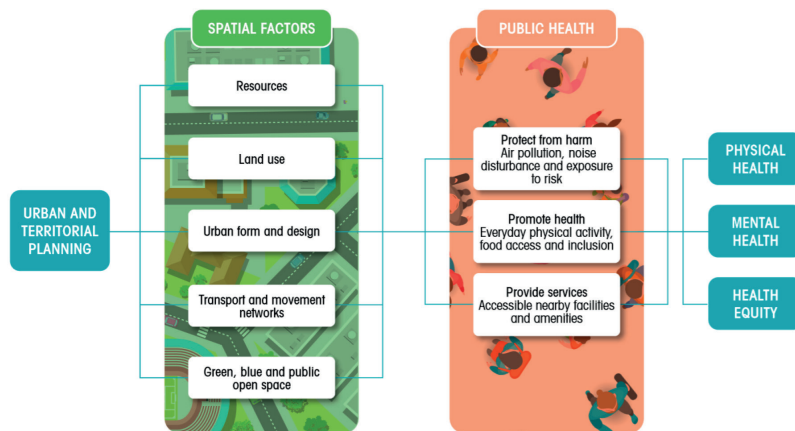 SPATIAL FACTORS
PUBLIC HEALTH
URBAN AND
TERRITORIAL
PLANNING
Resources
Land use
Urban form and design
Transport and movement
networks
Green, blue and public
open space
Protect from harm
Air pollution, noise
disturbance and exposure
to risk
Promote health
Everyday physical activity,
food access and inclusion
Provide services
Accessible nearby facilities
and amenities
PHYSICAL
HEALTH
MENTAL
HEALTH
HEALTH
EQUITY